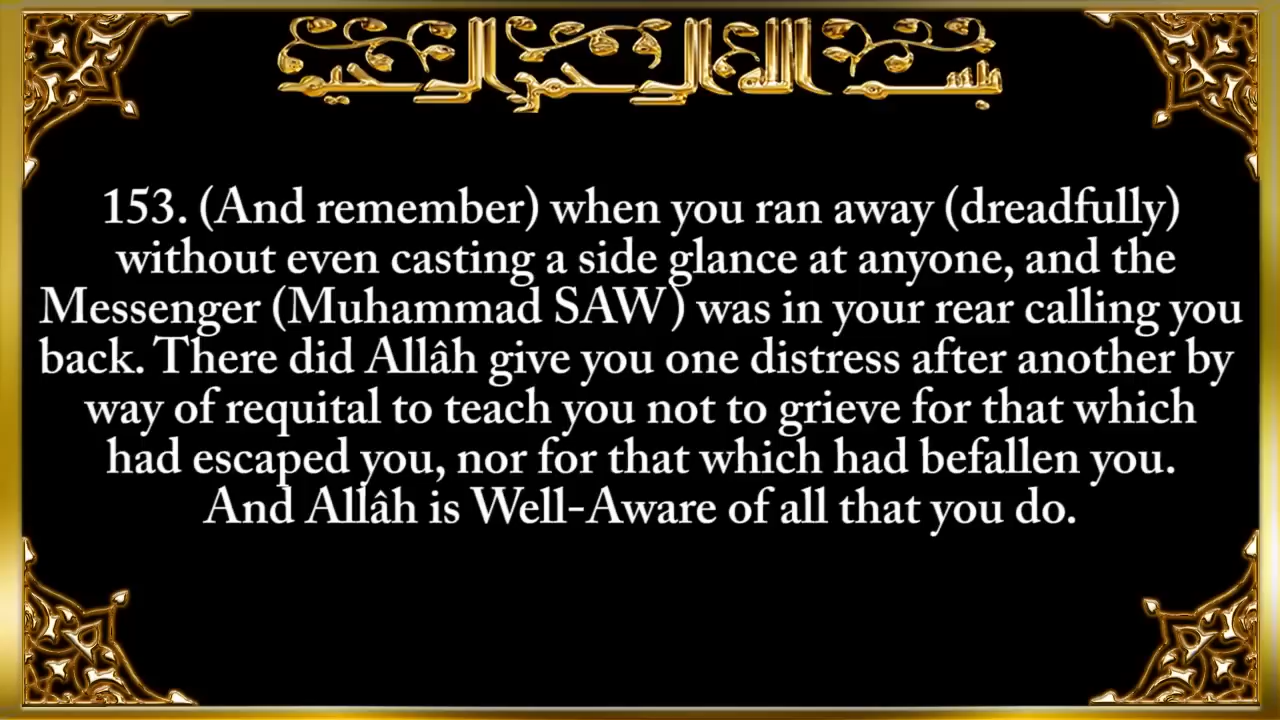 بسم الله الرحمن الرحيم
153. (And remember) when you ran away (dreadfully)
without even casting a side glance at anyone, and the
Messenger (Muhammad SAW) was in your rear calling you
back. There did Allâh give you one distress after another by
way of requital to teach you not to grieve for that which
had escaped you, nor for that which had befallen you.
And Allâh is Well-Aware of all that you do.